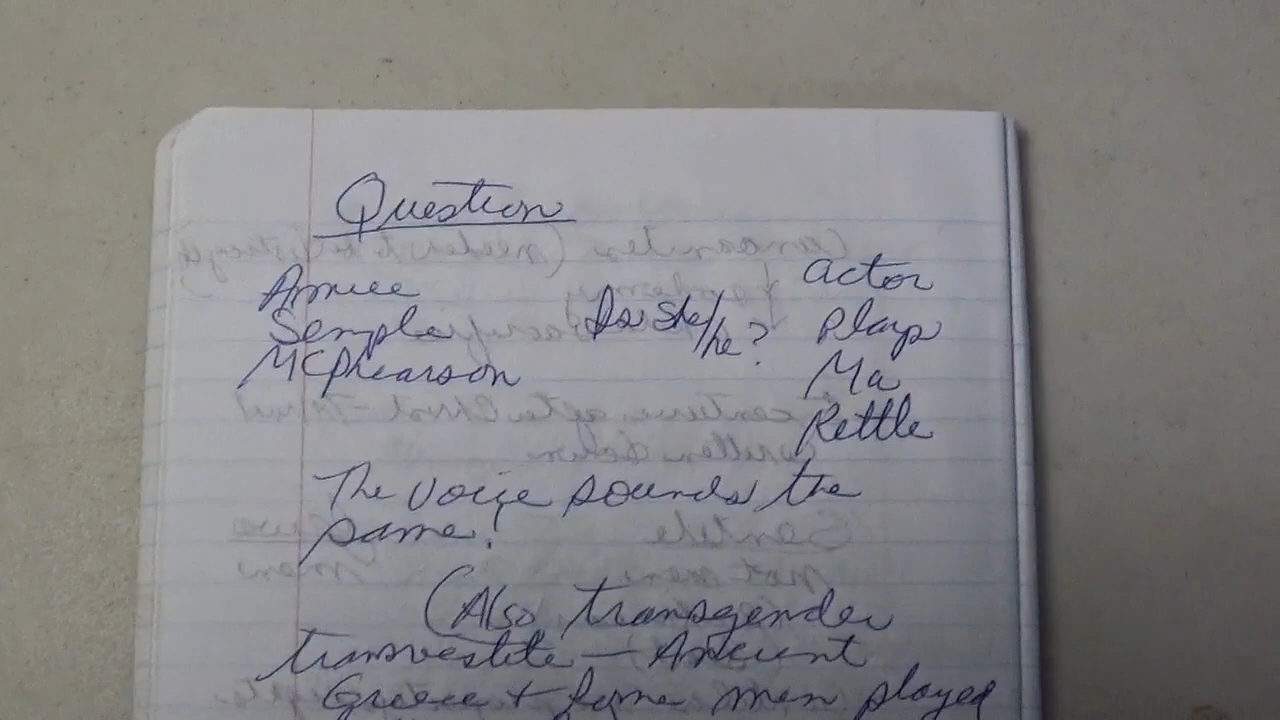 Question
Aimee
Semple
McPhearson
Is she/he?
actor
plays
Ma
Kettle
The voice sounds the
same!
(Also transgender
transvestite — Ancient
Greece + Rome men played